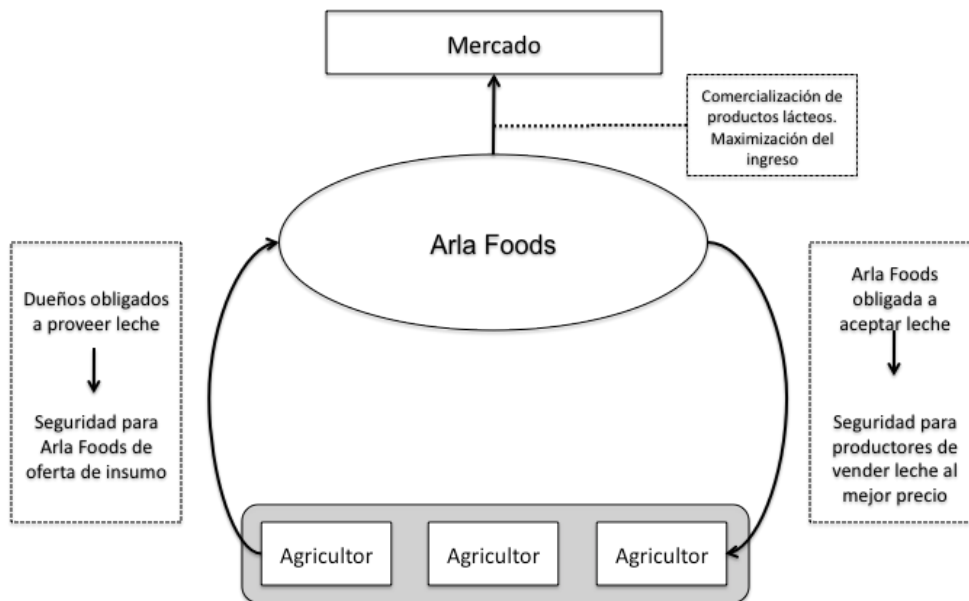 Mercado
Comercialización de
productos lácteos.
Maximización del
ingreso
Arla Foods
Dueños obligados
a proveer leche
Seguridad para
Arla Foods de
oferta de insumo
Arla Foods
obligada a
aceptar leche
Seguridad para
productores de
vender leche al
mejor precio
Agricultor
Agricultor
Agricultor